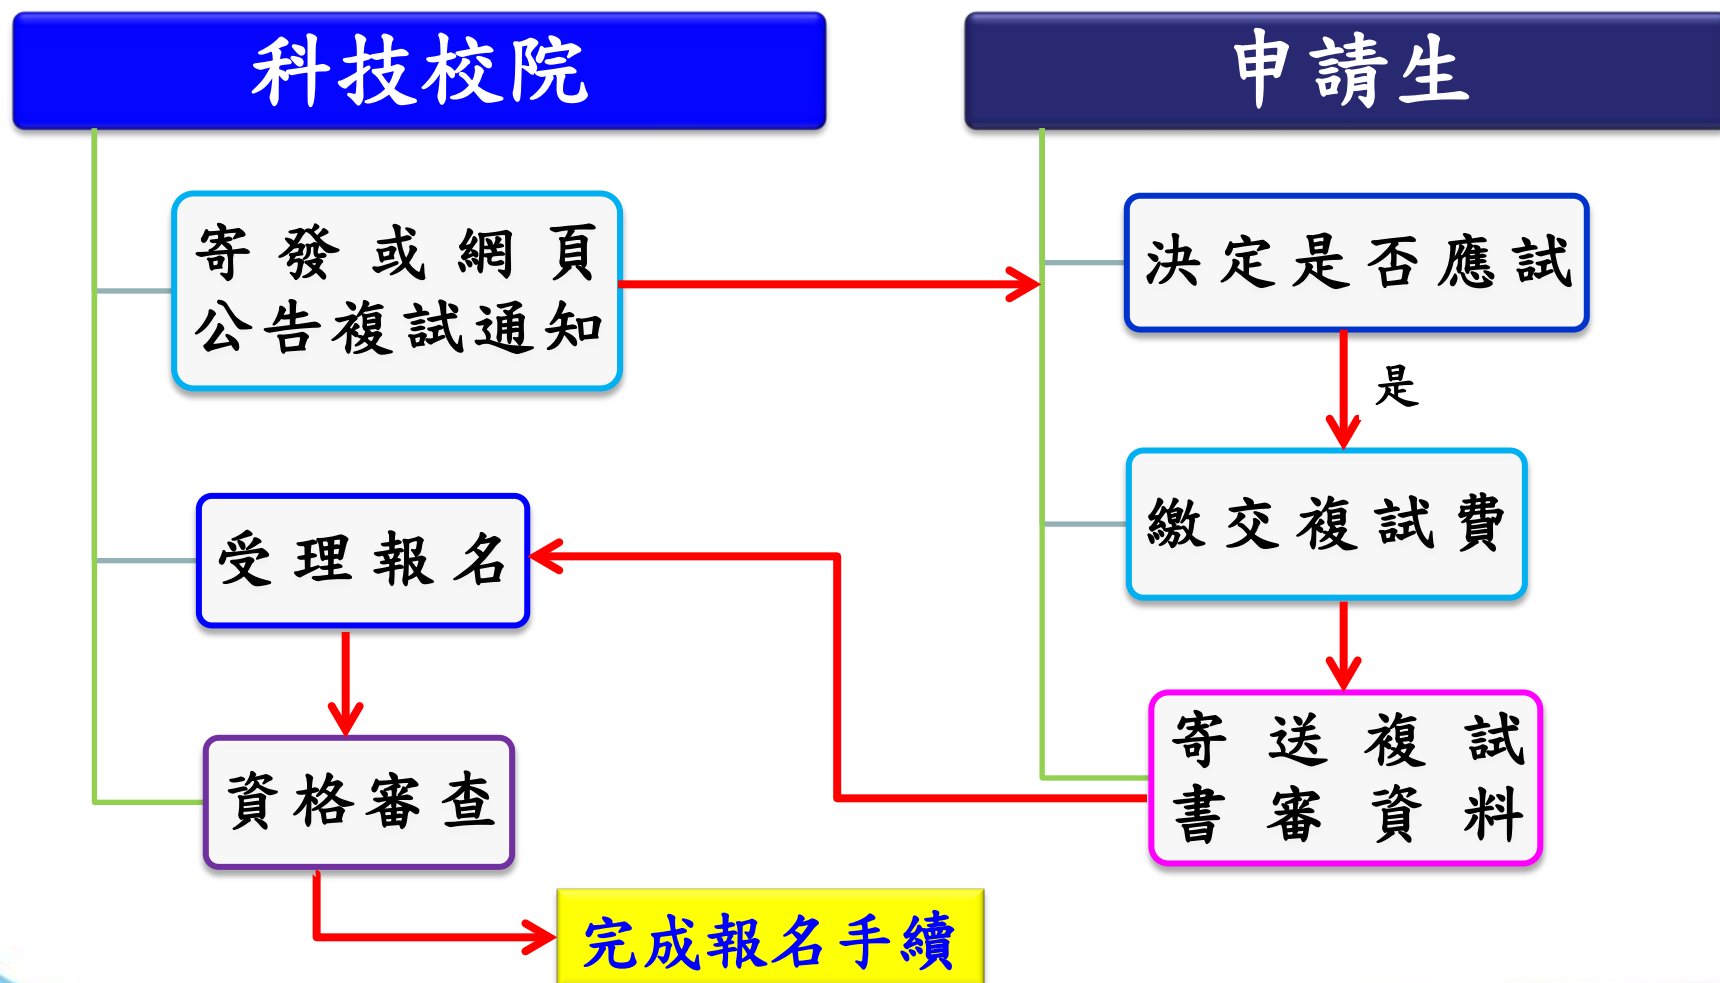 科技校院
寄發或網頁
公告複試通知
受理報名
資格審查
完成報名手續
申請生
決定是否應試
是
繳交複試費
寄送複試
書審資料